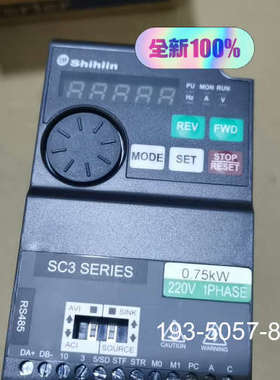 全新100%
Shihlin
PU MON RUN
Hz A V
REV FWD
MODE SET STOP RESET
SC3 SERIES
0.75kW
220V 1PHASE
RS485
AVI SINK
ACI SOURCE
CAUTION
193-5057-8
DA+ DB- 10 3 5/SD STF STR M0 M1 PC A C